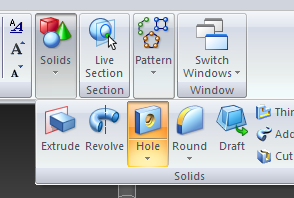 A
A
A
Solids
Live
Section
Pattern
Switch
Windows
Section
Window
Extrude
Revolve
Hole
Round
Draft
Thi
Add
Cut
Solids